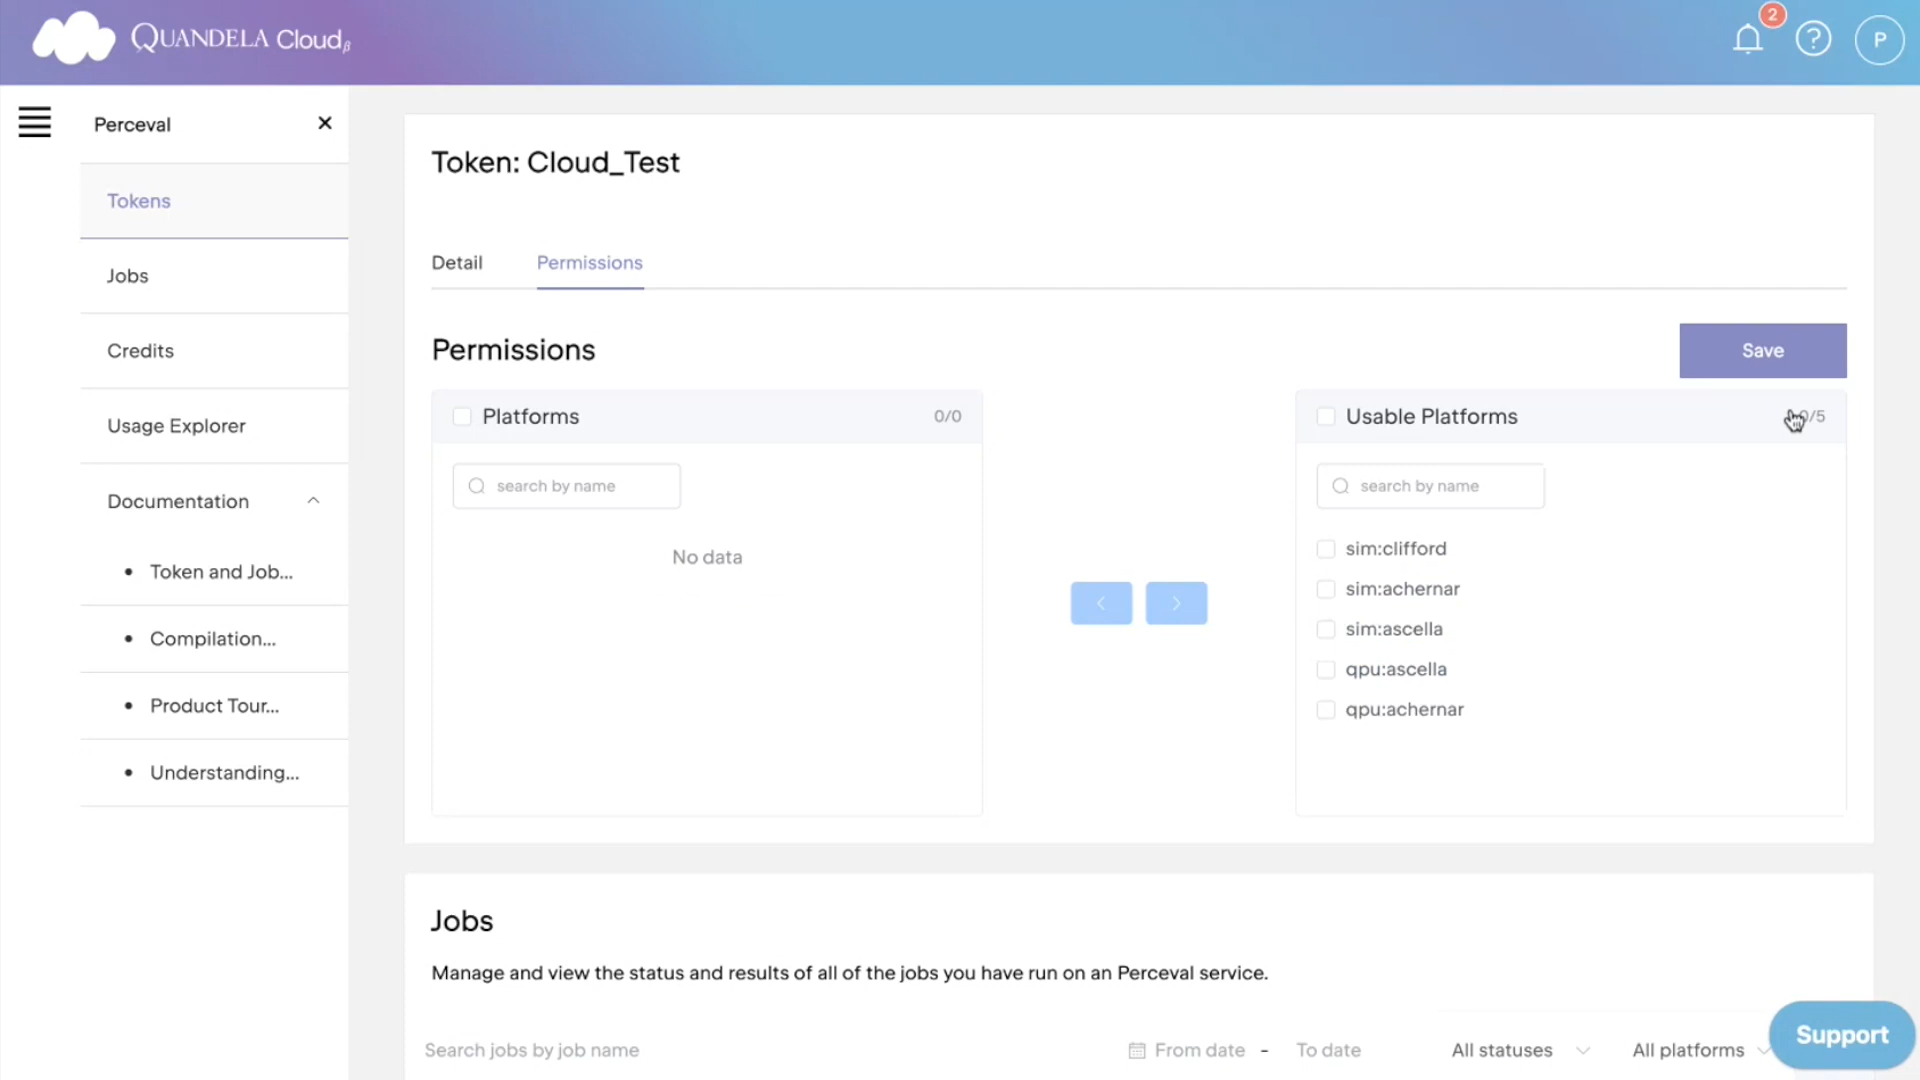 QUANDELA Cloud β
2
P
Perceval
Tokens
Jobs
Credits
Usage Explorer
Documentation
Token and Job...
Compilation...
Product Tour...
Understanding...
Token: Cloud_Test
Detail
Permissions
Permissions
Save
Platforms
0/0
search by name
No data
Usable Platforms
/5
search by name
sim:clifford
sim:achernar
sim:ascella
qpu:ascella
qpu:achernar
Jobs
Manage and view the status and results of all of the jobs you have run on an Perceval service.
Search jobs by job name
From date - To date
All statuses
All platforms
Support